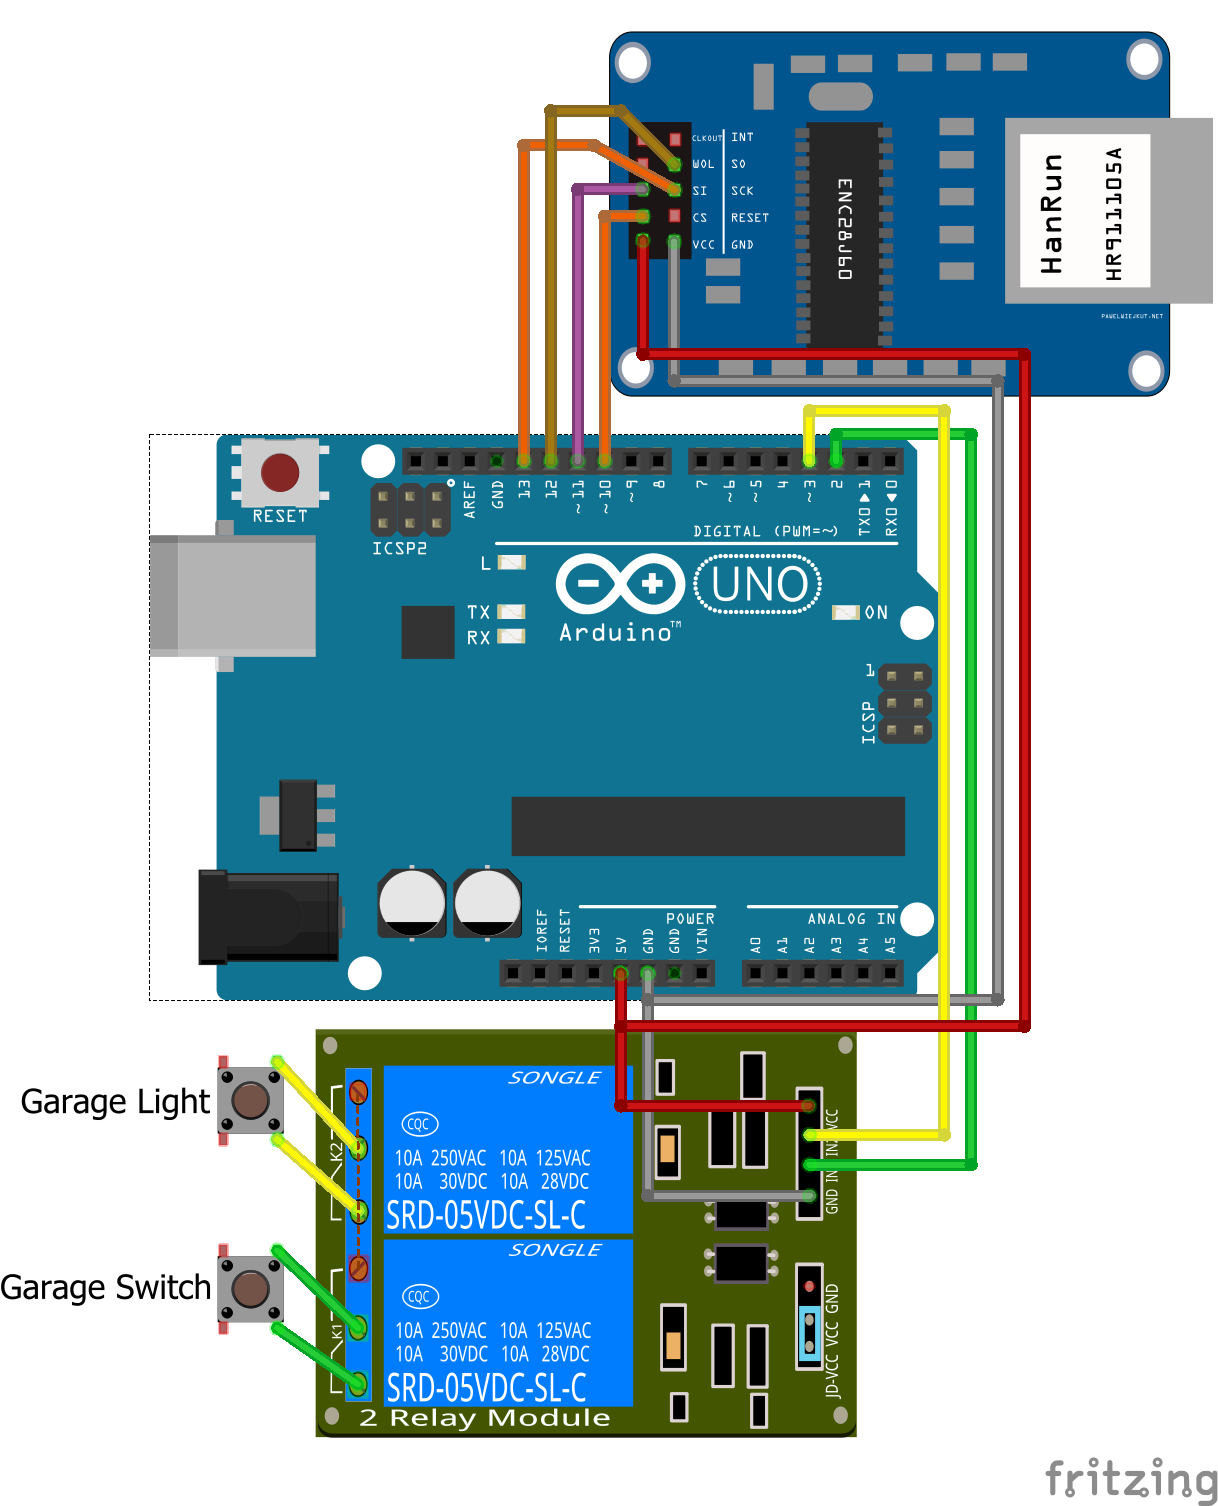 CLKOUT INT
WOL SO
SI SCK
CS RESET
VCC GND
ENC28J60
HanRun
HR911105A
PAWELWIEJKUT.NET
RESET
ICSP2
AREF
GND
13
12
~11
~10
~9
8
7
~6
~5
4
~3
2
TX0▶1
RX0◀0
DIGITAL (PWM=~)
L
TX
RX
Arduino™
UNO
ON
1
ICSP
IOREF
RESET
3V3
5V
GND
GND
VIN
POWER
ANALOG IN
A0
A1
A2
A3
A4
A5
Garage Light
Garage Switch
K2
K1
SONGLE
CQC
10A 250VAC 10A 125VAC
10A 30VDC 10A 28VDC
SRD-05VDC-SL-C
SONGLE
CQC
10A 250VAC 10A 125VAC
10A 30VDC 10A 28VDC
SRD-05VDC-SL-C
2 Relay Module
VCC
GND
JD-VCC VCC GND
fritzing